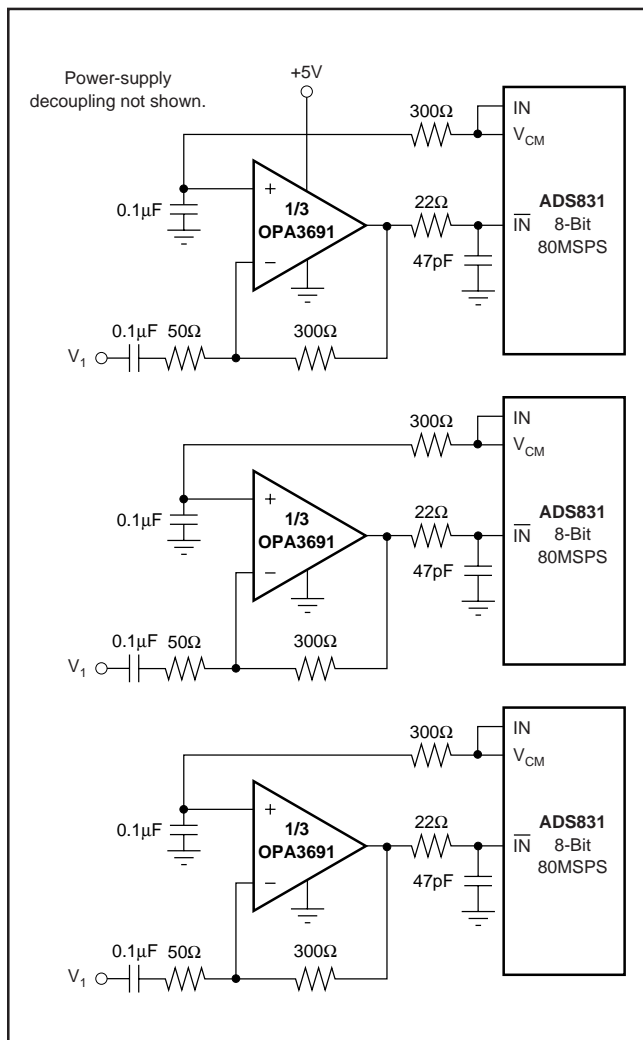 Power-supply
decoupling not shown.
+5V
300Ω
IN
V_CM
0.1µF
+
1/3
OPA3691
−
22Ω
IN
47pF
ADS831
8-Bit
80MSPS
0.1µF
50Ω
300Ω
V1
300Ω
IN
V_CM
0.1µF
+
1/3
OPA3691
−
22Ω
IN
47pF
ADS831
8-Bit
80MSPS
0.1µF
50Ω
300Ω
V1
300Ω
IN
V_CM
0.1µF
+
1/3
OPA3691
−
22Ω
IN
47pF
ADS831
8-Bit
80MSPS
0.1µF
50Ω
300Ω
V1